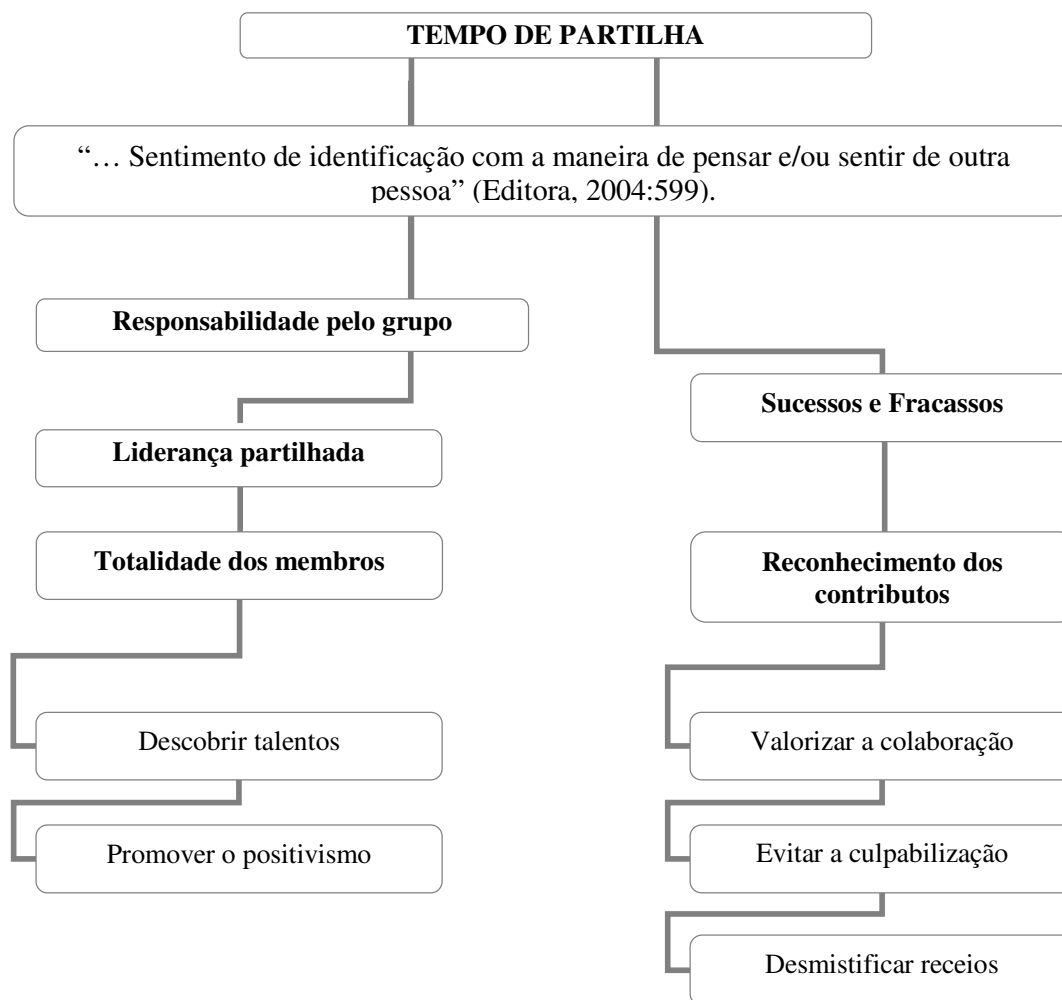 TEMPO DE PARTILHA
“… Sentimento de identificação com a maneira de pensar e/ou sentir de outra
pessoa” (Editora, 2004:599).
Responsabilidade pelo grupo
Liderança partilhada
Totalidade dos membros
Descobrir talentos
Promover o positivismo
Sucessos e Fracassos
Reconhecimento dos
contributos
Valorizar a colaboração
Evitar a culpabilização
Desmistificar receios